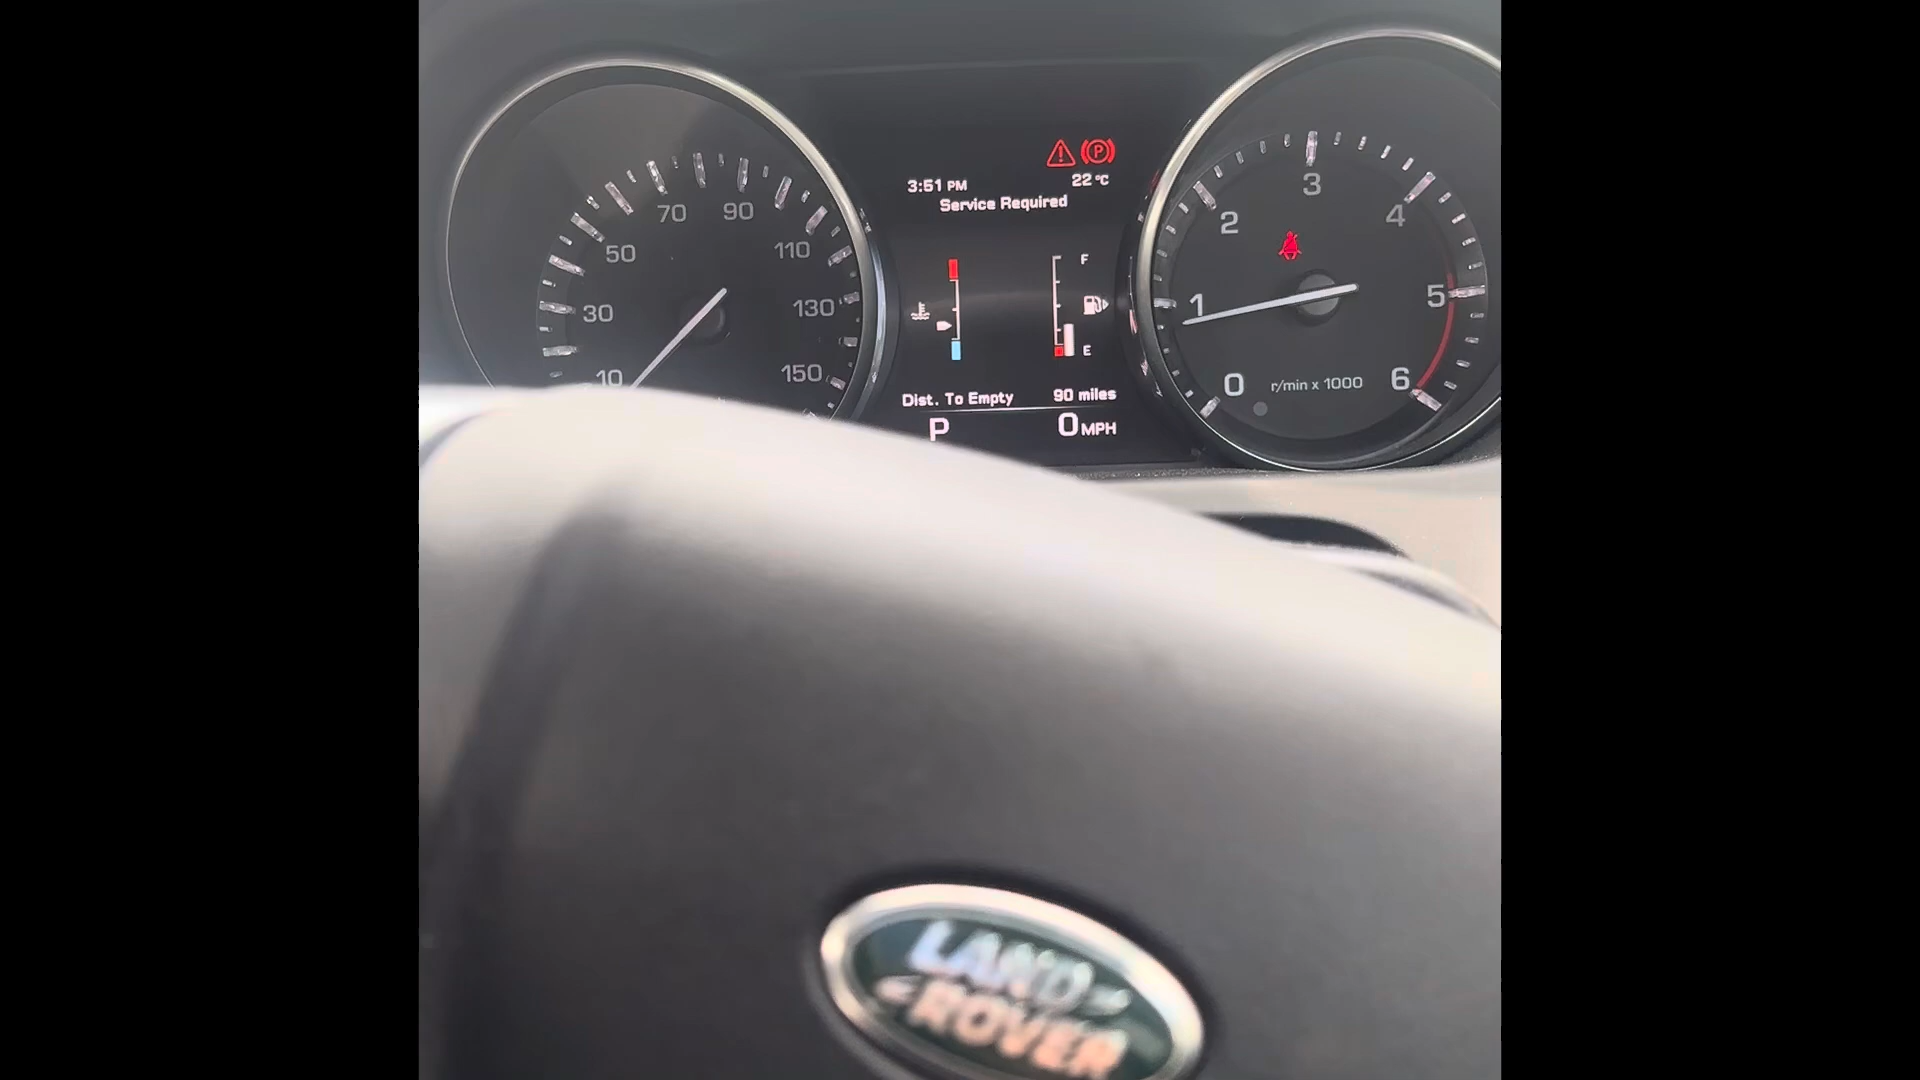 3:51 PM 22 °C
Service Required
10 30 50 70 90 110 130 150
F
E
Dist. To Empty 90 miles
P 0 MPH
0 1 2 3 4 5 6
r/min x 1000
LAND
ROVER